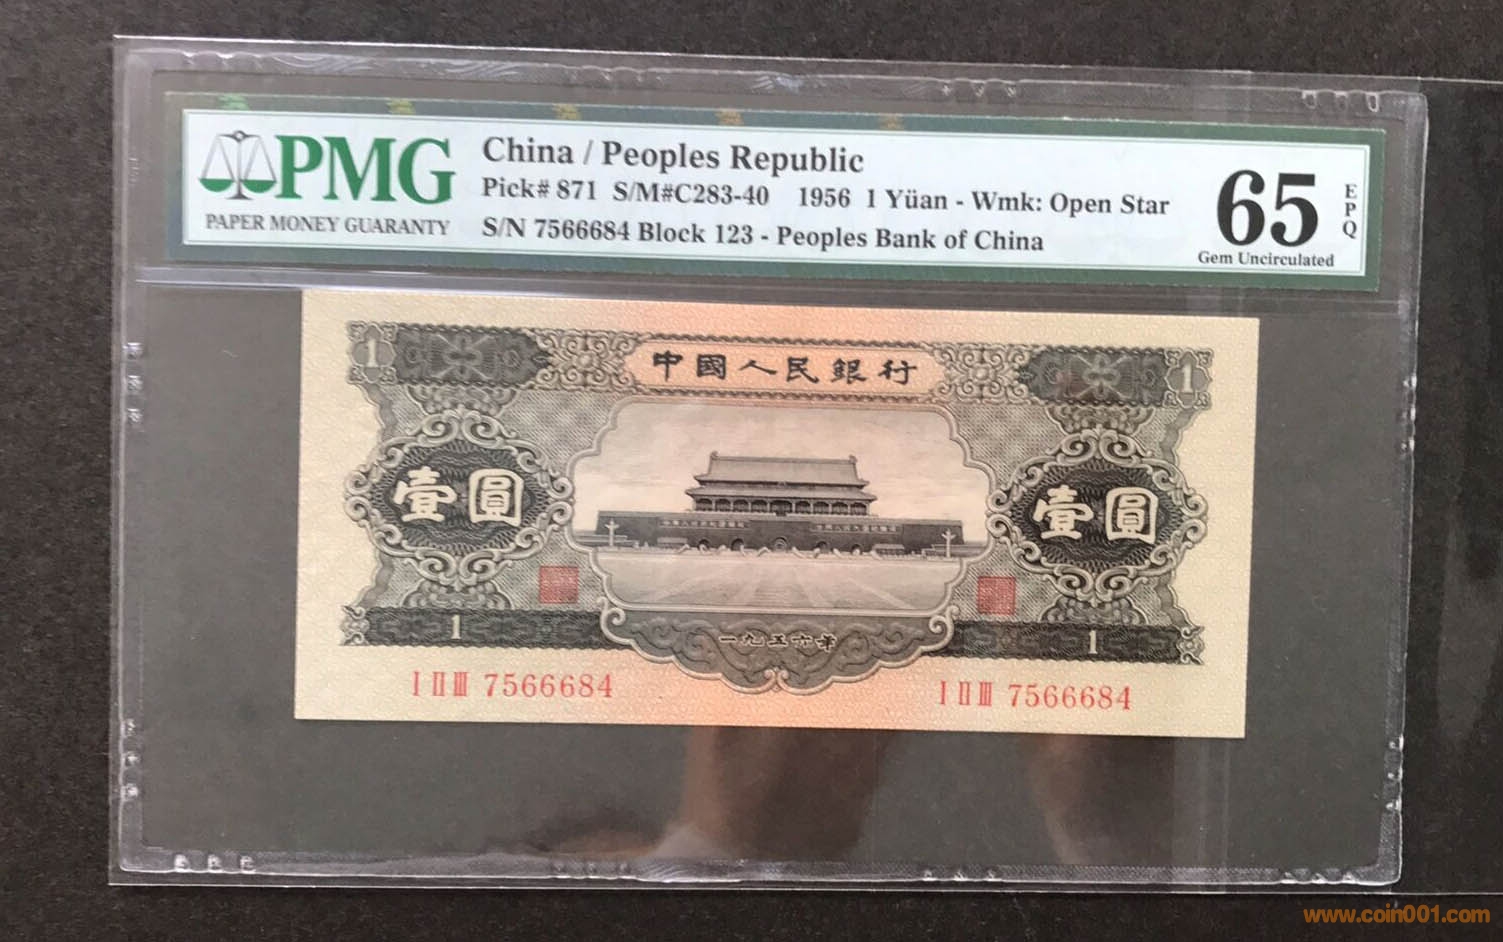 PMG
PAPER MONEY GUARANTY
China / Peoples Republic
Pick# 871 S/M#C283-40 1956 1 Yüan - Wmk: Open Star
S/N 7566684 Block 123 - Peoples Bank of China
65
EPQ
Gem Uncirculated
1
中國人民銀行
1
壹圓
壹圓
1
一九五六年
1
I II III 7566684
I II III 7566684
www.coin001.com